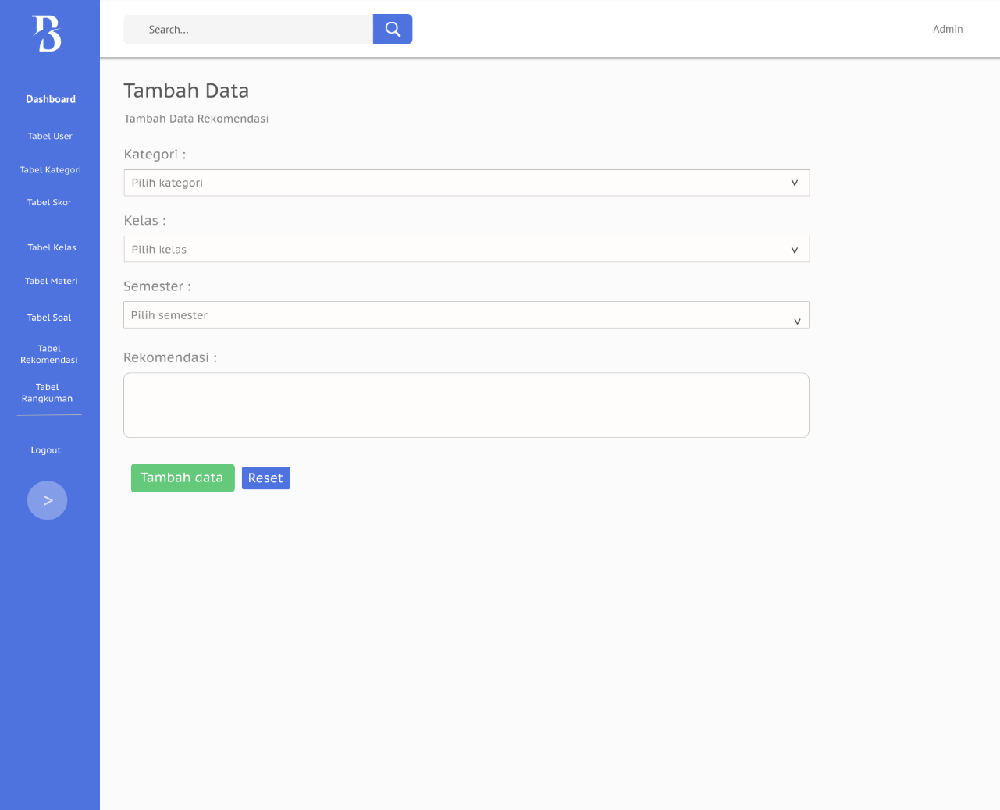 B
Search...
Admin
Dashboard
Tabel User
Tabel Kategori
Tabel Skor
Tabel Kelas
Tabel Materi
Tabel Soal
Tabel
Rekomendasi
Tabel
Rangkuman
Logout
>
Tambah Data
Tambah Data Rekomendasi
Kategori :
Pilih kategori
Kelas :
Pilih kelas
Semester :
Pilih semester
Rekomendasi :
Tambah data
Reset